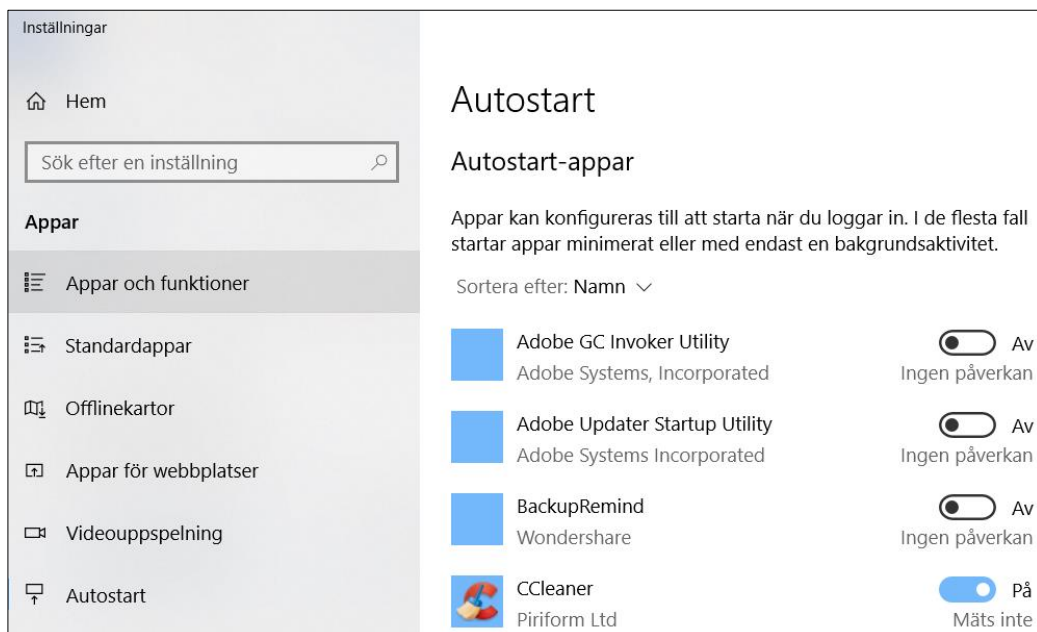 Inställningar
Hem
Sök efter en inställning
Appar
Appar och funktioner
Standardappar
Offlinekartor
Appar för webbplatser
Videouppspelning
Autostart
Autostart
Autostart-appar
Appar kan konfigureras till att starta när du loggar in. I de flesta fall
startar appar minimerat eller med endast en bakgrundsaktivitet.
Sortera efter: Namn
Adobe GC Invoker Utility
Av
Adobe Systems, Incorporated
Ingen påverkan
Adobe Updater Startup Utility
Av
Adobe Systems Incorporated
Ingen påverkan
BackupRemind
Av
Wondershare
Ingen påverkan
CCleaner
På
Piriform Ltd
Mäts inte